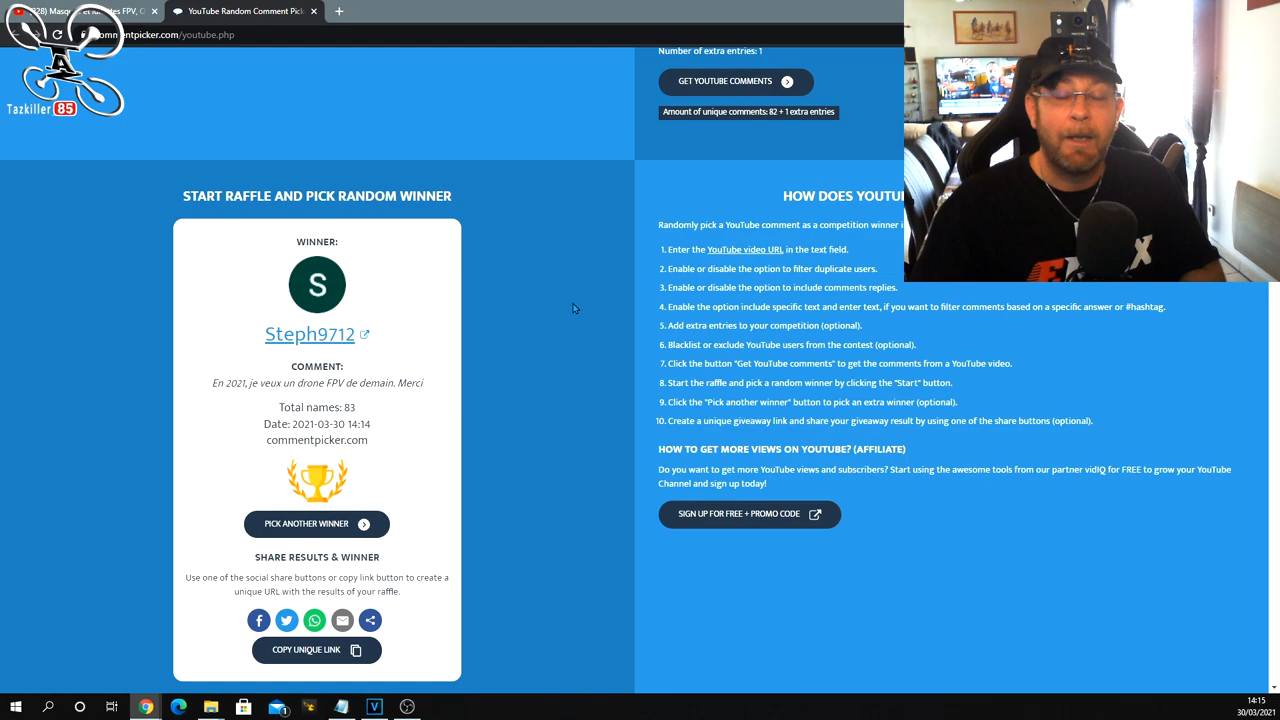 (328) Masques et lunettes FPV, C
YouTube Random Comment Pick
commentpicker.com/youtube.php
Tazkiller 85
Number of extra entries: 1
GET YOUTUBE COMMENTS
Amount of unique comments: 82 + 1 extra entries
START RAFFLE AND PICK RANDOM WINNER
WINNER:
S
Steph9712
COMMENT:
En 2021, je veux un drone FPV de demain. Merci
Total names: 83
Date: 2021-03-30 14:14
commentpicker.com
PICK ANOTHER WINNER
SHARE RESULTS & WINNER
Use one of the social share buttons or copy link button to create a
unique URL with the results of your raffle.
COPY UNIQUE LINK
HOW DOES YOUTU
Randomly pick a YouTube comment as a competition winner i
1. Enter the YouTube video URL in the text field.
2. Enable or disable the option to filter duplicate users.
3. Enable or disable the option to include comments replies.
4. Enable the option include specific text and enter text, if you want to filter comments based on a specific answer or #hashtag.
5. Add extra entries to your competition (optional).
6. Blacklist or exclude YouTube users from the contest (optional).
7. Click the button "Get YouTube comments" to get the comments from a YouTube video.
8. Start the raffle and pick a random winner by clicking the "Start" button.
9. Click the "Pick another winner" button to pick an extra winner (optional).
10. Create a unique giveaway link and share your giveaway result by using one of the share buttons (optional).
HOW TO GET MORE VIEWS ON YOUTUBE? (AFFILIATE)
Do you want to get more YouTube views and subscribers? Start using the awesome tools from our partner vidIQ for FREE to grow your YouTube
Channel and sign up today!
SIGN UP FOR FREE + PROMO CODE
14:15
30/03/2021